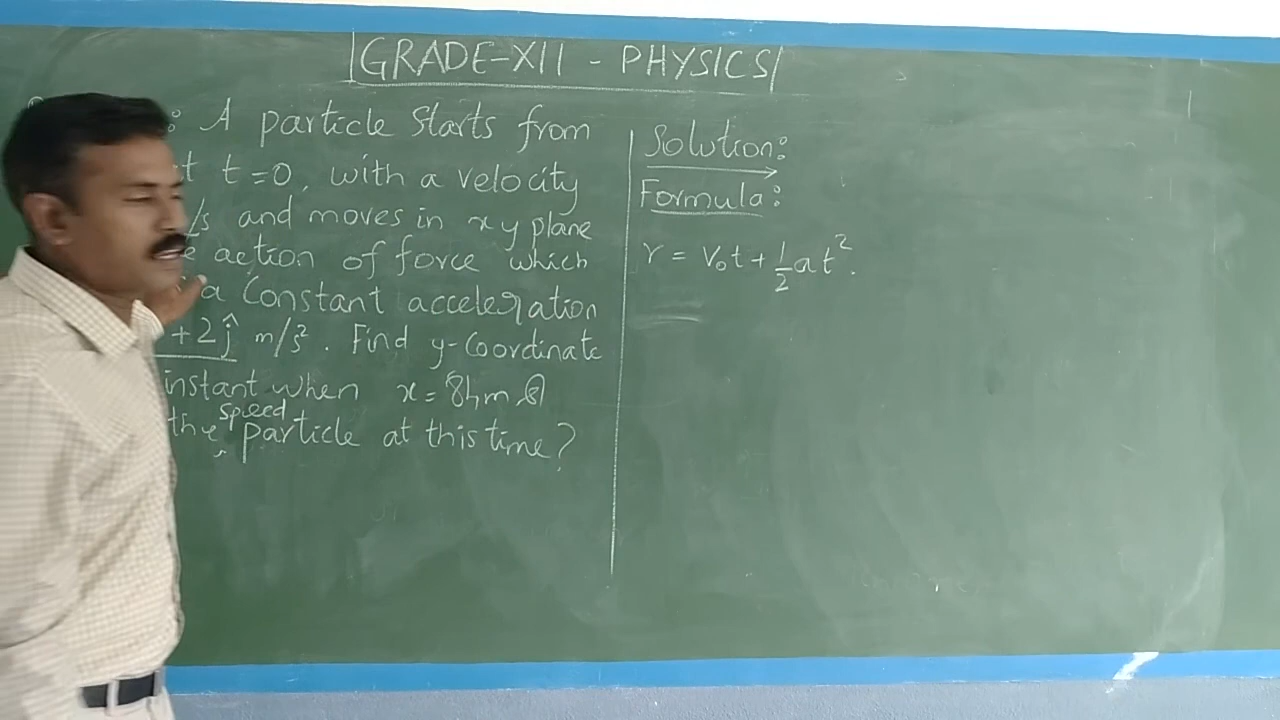 GRADE-XII - PHYSICS
: A particle starts from
t t=0, with a velocity
/s and moves in xy plane
action of force which
a Constant acceleration
+2ĵ m/s². Find y-coordinate
instant when x = 84m &
speed
the particle at this time?
Solution:
Formula:
r = V₀t + 1/2 at².